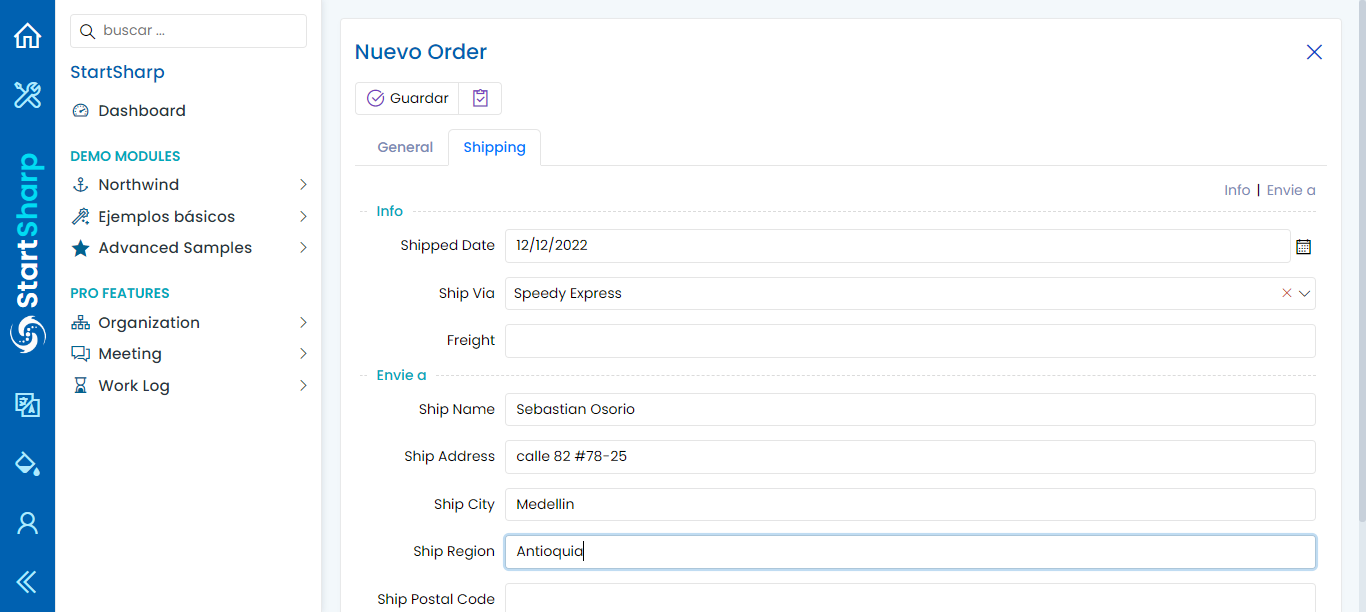 StartSharp
buscar ...
StartSharp
Dashboard
DEMO MODULES
Northwind
Ejemplos básicos
Advanced Samples
PRO FEATURES
Organization
Meeting
Work Log
Nuevo Order
Guardar
General Shipping
Info | Envie a
Info
Shipped Date 12/12/2022
Ship Via Speedy Express
Freight
Envie a
Ship Name Sebastian Osorio
Ship Address calle 82 #78-25
Ship City Medellin
Ship Region Antioquia
Ship Postal Code